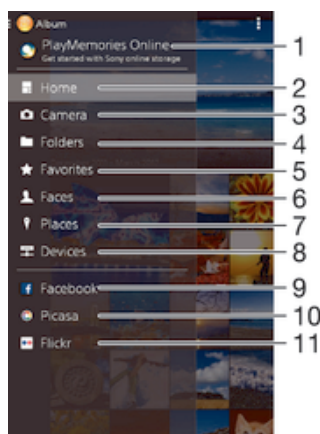 Album
PlayMemories Online
Get started with Sony online storage
Home
Camera
Folders
Favorites
Faces
Places
Devices
Facebook
Picasa
Flickr
1
2
3
4
5
6
7
8
9
10
11